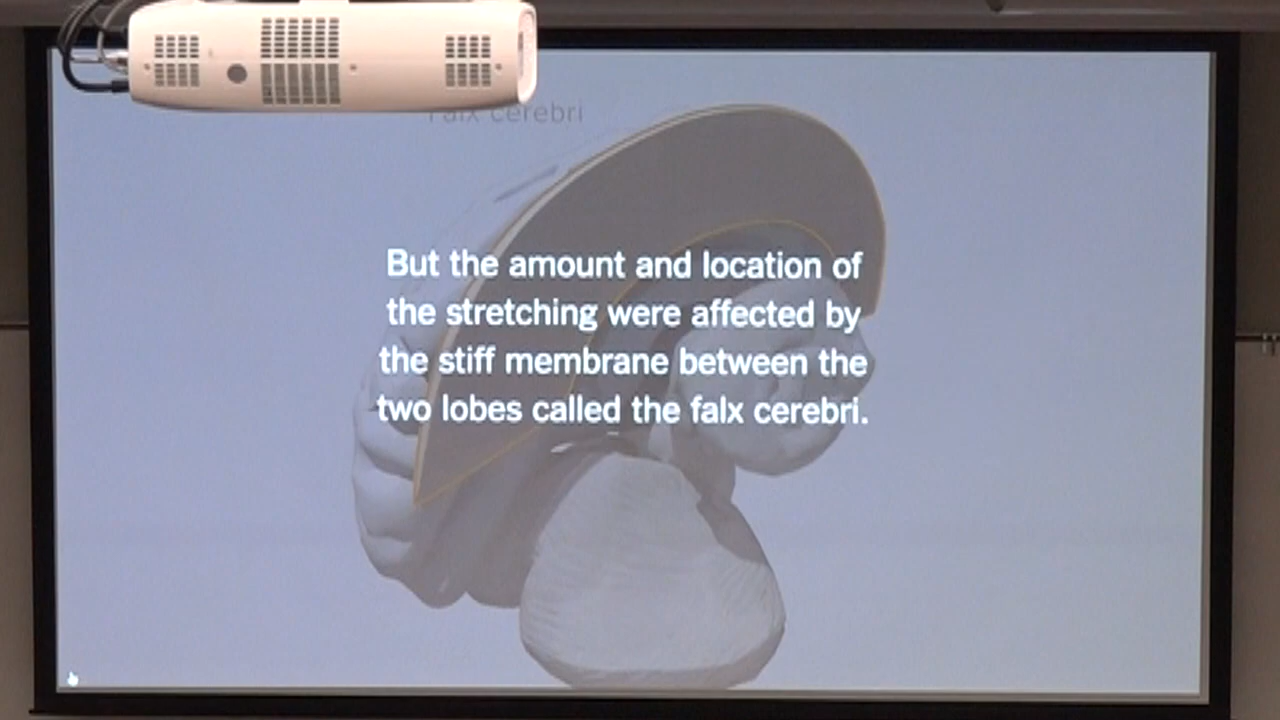 Falx cerebri
But the amount and location of
the stretching were affected by
the stiff membrane between the
two lobes called the falx cerebri.